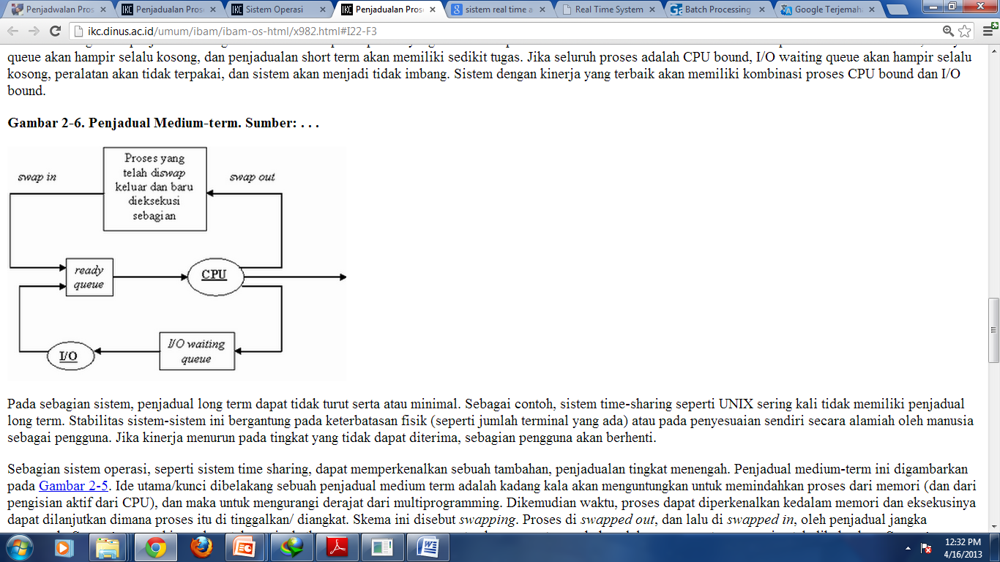 Penjadwalan Pros
Penjadualan Pros
Sistem Operasi
Penjadualan Pros
sistem real time a
Real Time System
Batch Processing
Google Terjemah
ikc.dinus.ac.id/umum/ibam/ibam-os-html/x982.html#I22-F3
queue akan hampir selalu kosong, dan penjadualan short term akan memiliki sedikit tugas. Jika seluruh proses adalah CPU bound, I/O waiting queue akan hampir selalu
kosong, peralatan akan tidak terpakai, dan sistem akan menjadi tidak imbang. Sistem dengan kinerja yang terbaik akan memiliki kombinasi proses CPU bound dan I/O
bound.
Gambar 2-6. Penjadual Medium-term. Sumber: . . .
Proses yang
telah diswap
keluar dan baru
dieksekusi
sebagian
swap in
swap out
ready
queue
CPU
I/O waiting
queue
I/O
Pada sebagian sistem, penjadual long term dapat tidak turut serta atau minimal. Sebagai contoh, sistem time-sharing seperti UNIX sering kali tidak memiliki penjadual
long term. Stabilitas sistem-sistem ini bergantung pada keterbatasan fisik (seperti jumlah terminal yang ada) atau pada penyesuaian sendiri secara alamiah oleh manusia
sebagai pengguna. Jika kinerja menurun pada tingkat yang tidak dapat diterima, sebagian pengguna akan berhenti.
Sebagian sistem operasi, seperti sistem time sharing, dapat memperkenalkan sebuah tambahan, penjadualan tingkat menengah. Penjadual medium-term ini digambarkan
pada Gambar 2-5. Ide utama/kunci dibelakang sebuah penjadual medium term adalah kadang kala akan menguntungkan untuk memindahkan proses dari memori (dan dari
pengisian aktif dari CPU), dan maka untuk mengurangi derajat dari multiprogramming. Dikemudian waktu, proses dapat diperkenalkan kedalam memori dan eksekusinya
dapat dilanjutkan dimana proses itu di tinggalkan/ diangkat. Skema ini disebut swapping. Proses di swapped out, dan lalu di swapped in, oleh penjadual jangka
12:32 PM
4/16/2013